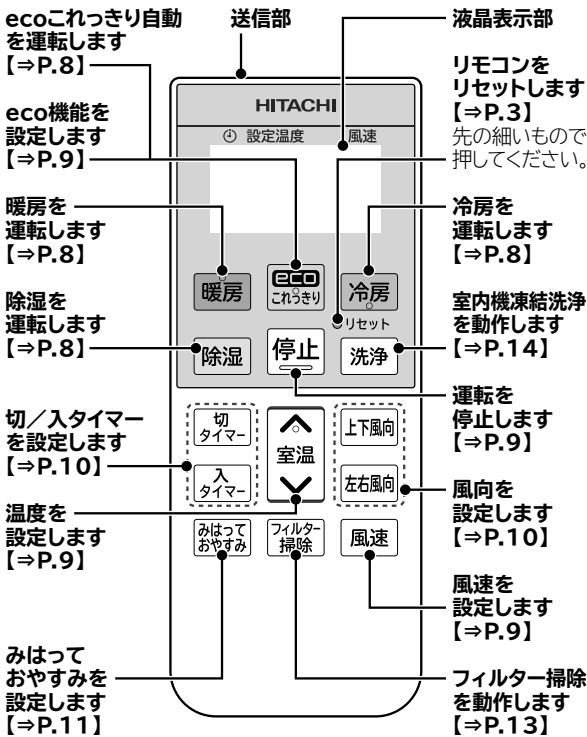 ecoこれっきり自動
を運転します
【⇒P.8】
eco機能を
設定します
【⇒P.9】
暖房を
運転します
【⇒P.8】
除湿を
運転します
【⇒P.8】
切／入タイマー
を設定します
【⇒P.10】
温度を
設定します
【⇒P.9】
みはって
おやすみを
設定します
【⇒P.11】
送信部
HITACHI
設定温度
風速
暖房
eco
これっきり
冷房
リセット
除湿
停止
洗浄
切
タイマー
室温
上下風向
入
タイマー
左右風向
みはって
おやすみ
フィルター
掃除
風速
液晶表示部
リモコンを
リセットします
【⇒P.3】
先の細いもので
押してください。
冷房を
運転します
【⇒P.8】
室内機凍結洗浄
を動作します
【⇒P.14】
運転を
停止します
【⇒P.9】
風向を
設定します
【⇒P.10】
風速を
設定します
【⇒P.9】
フィルター掃除
を動作します
【⇒P.13】